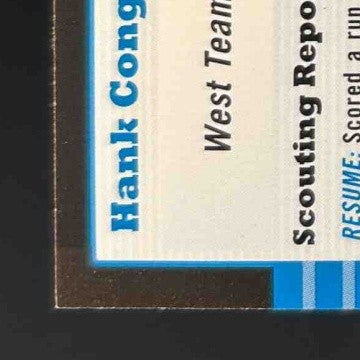 Hank Cong
West Team
Scouting Repo
RESUME: Scored a run